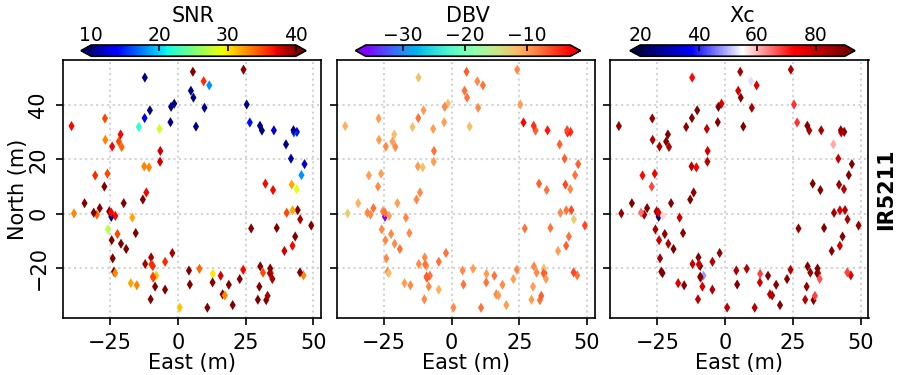 SNR DBV Xc
10 20 30 40 −30 −20 −10 20 40 60 80
40
20
0
−20
North (m)
−25 0 25 50 −25 0 25 50 −25 0 25 50
East (m) East (m) East (m)
IR5211